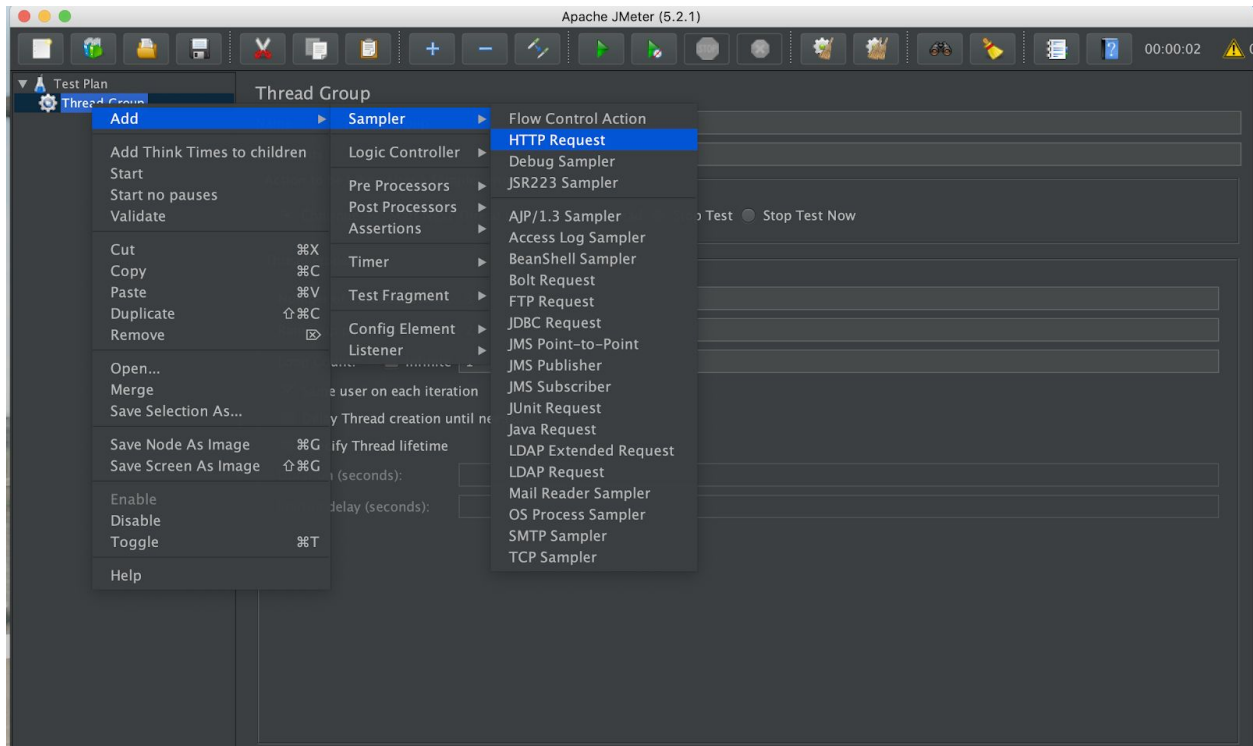 Apache JMeter (5.2.1)
STOP
00:00:02
Test Plan
Thread Group
Thread Group
Add
Add Think Times to children
Start
Start no pauses
Validate
Cut ⌘X
Copy ⌘C
Paste ⌘V
Duplicate ⇧⌘C
Remove ⌦
Open...
Merge
Save Selection As...
Save Node As Image ⌘G
Save Screen As Image ⇧⌘G
Enable
Disable
Toggle ⌘T
Help
Sampler
Logic Controller
Pre Processors
Post Processors
Assertions
Timer
Test Fragment
Config Element
Listener
Flow Control Action
HTTP Request
Debug Sampler
JSR223 Sampler
AJP/1.3 Sampler
Access Log Sampler
BeanShell Sampler
Bolt Request
FTP Request
JDBC Request
JMS Point-to-Point
JMS Publisher
JMS Subscriber
JUnit Request
Java Request
LDAP Extended Request
LDAP Request
Mail Reader Sampler
OS Process Sampler
SMTP Sampler
TCP Sampler
Test Stop Test Now
user on each iteration
Thread creation until
Thread lifetime
(seconds):
delay (seconds):